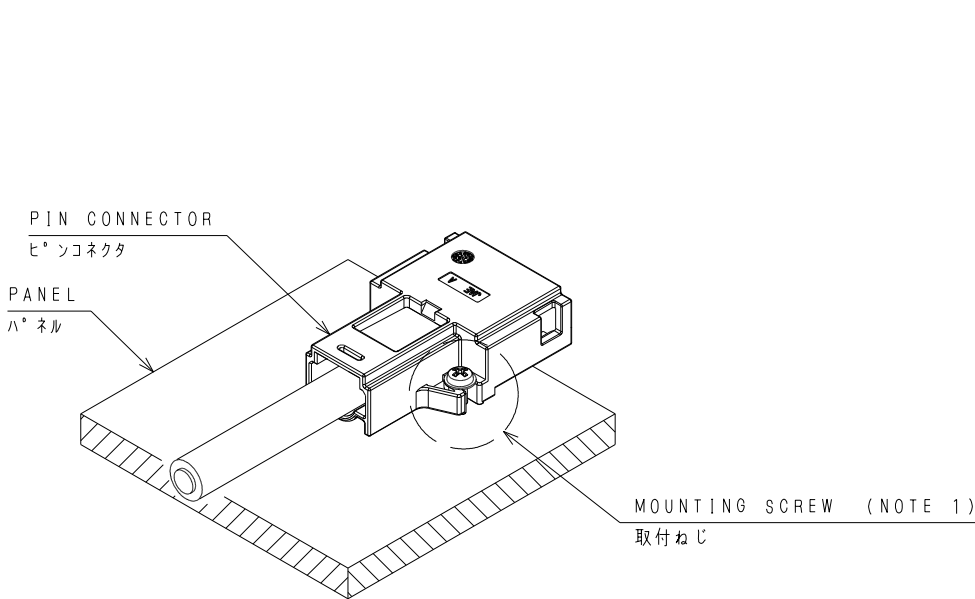 PIN CONNECTOR
ピンコネクタ
PANEL
パネル
MOUNTING SCREW (NOTE 1)
取付ねじ